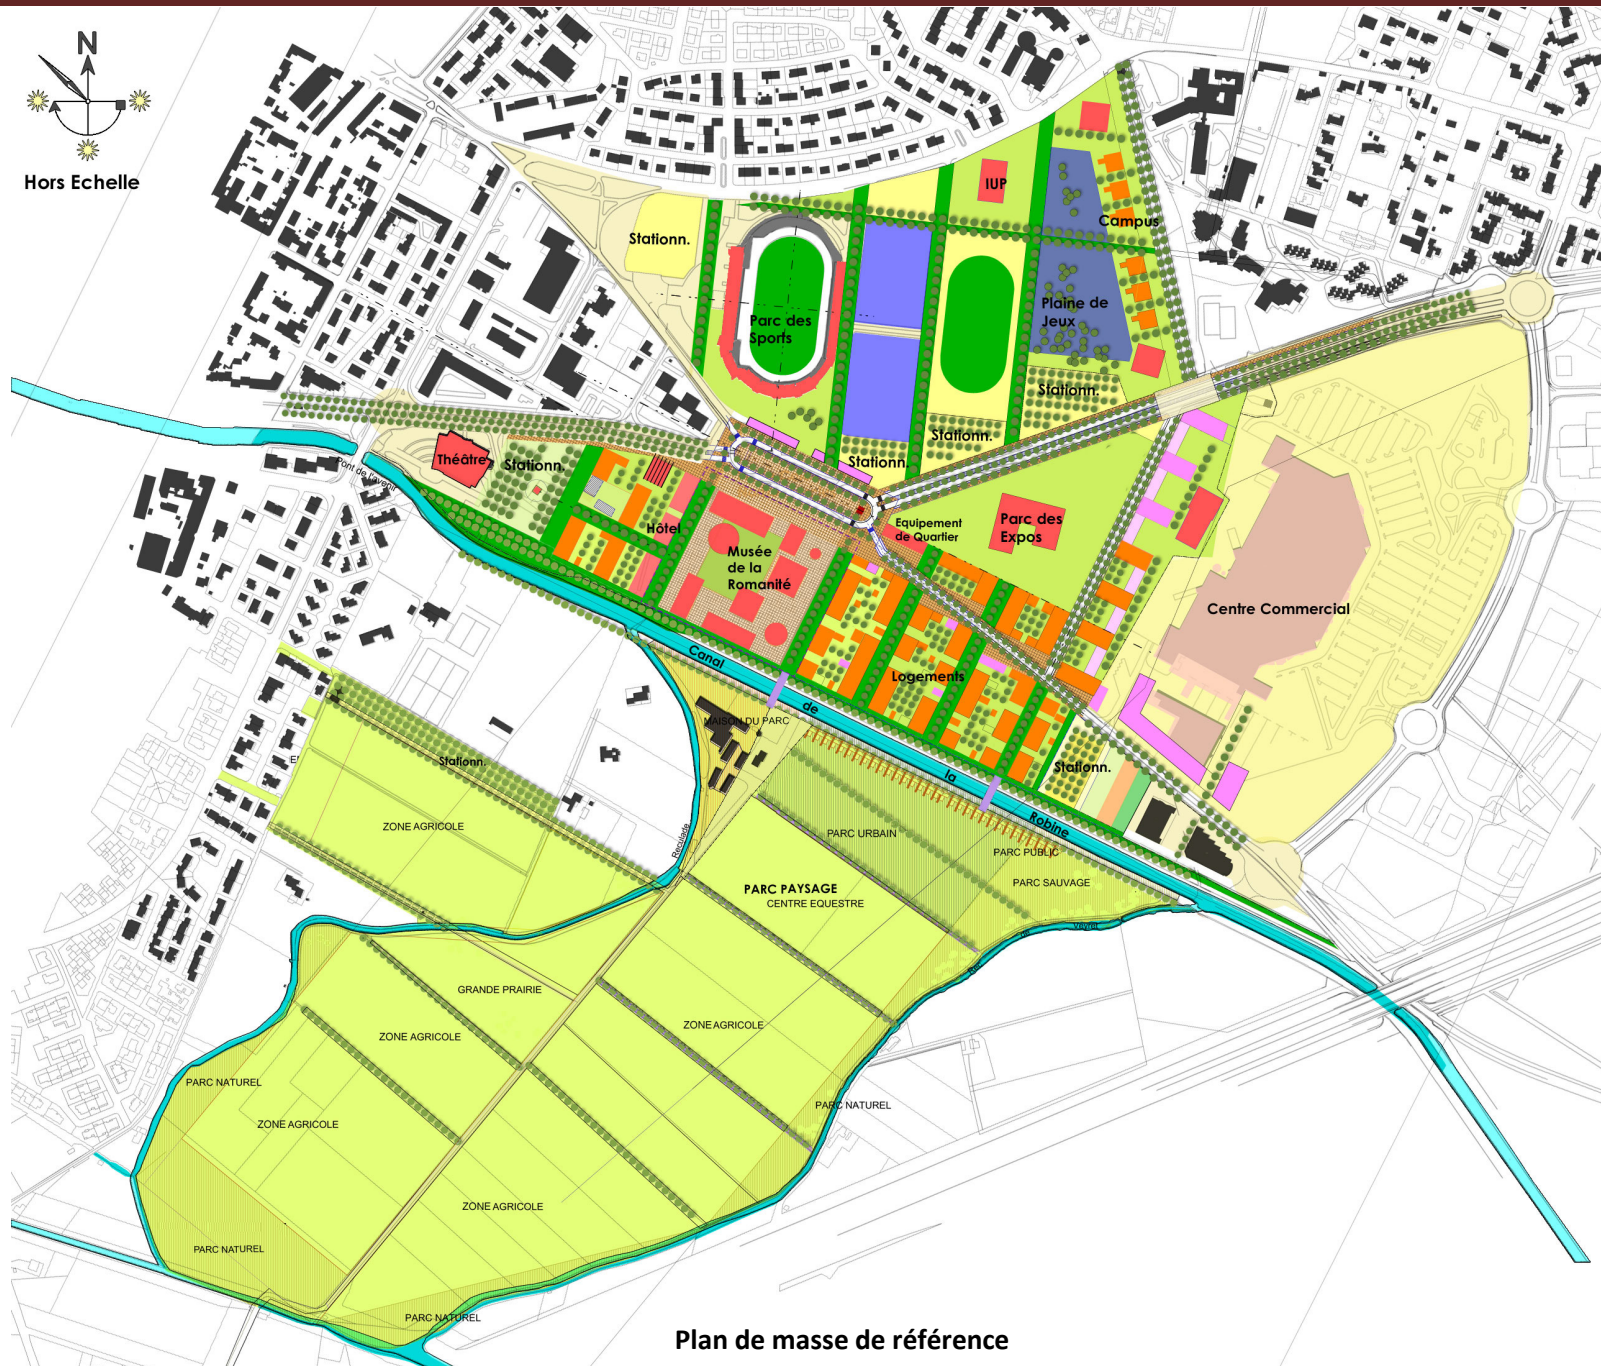 N
Hors Echelle
IUP
Campus
Stationn.
Plaine de
Jeux
Parc des
Sports
Stationn.
Stationn.
Théâtre
Stationn.
Stationn.
Pont de l'avenir
Hôtel
Equipement
de Quartier
Parc des
Expos
Musée
de la
Romanité
Centre Commercial
Canal
de
la
Robine
Logements
MAISON DU PARC
Stationn.
Stationn.
ZONE AGRICOLE
Reculade
PARC URBAIN
PARC PUBLIC
PARC SAUVAGE
PARC PAYSAGE
CENTRE EQUESTRE
Veyret
GRANDE PRAIRIE
ZONE AGRICOLE
ZONE AGRICOLE
PARC NATUREL
PARC NATUREL
ZONE AGRICOLE
ZONE AGRICOLE
PARC NATUREL
PARC NATUREL
Plan de masse de référence